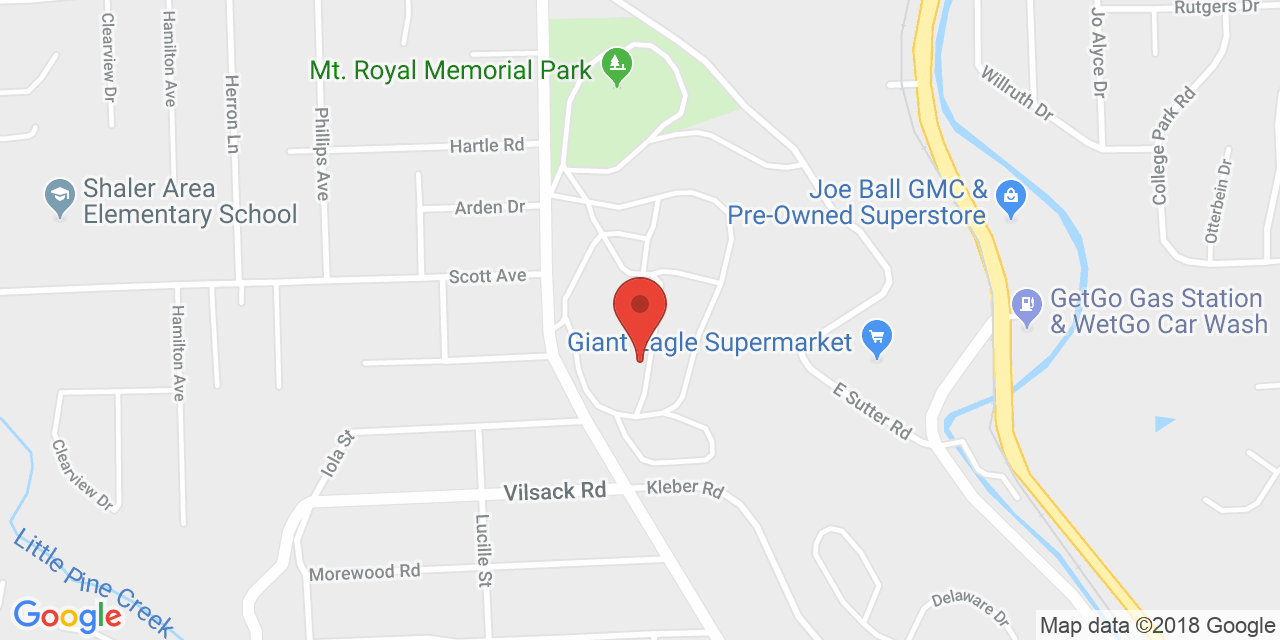 Rutgers Dr
Clearview Dr
Hamilton Ave
Herron Ln
Phillips Ave
Mt. Royal Memorial Park
Willruth Dr
Jo Alyce Dr
College Park Rd
Otterbein Dr
Hartle Rd
Shaler Area
Elementary School
Arden Dr
Joe Ball GMC &
Pre-Owned Superstore
Scott Ave
GetGo Gas Station
& WetGo Car Wash
Hamilton Ave
Giant Eagle Supermarket
E Sutter Rd
Clearview Dr
Iola St
Vilsack Rd
Kleber Rd
Lucille St
Little Pine Creek
Morewood Rd
Delaware Dr
Google
Map data ©2018 Google